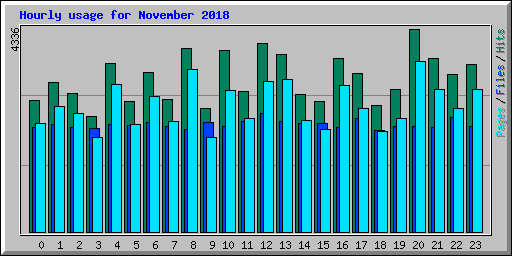 Hourly usage for November 2018
4336
Pages/Files/Hits
0 1 2 3 4 5 6 7 8 9 10 11 12 13 14 15 16 17 18 19 20 21 22 23